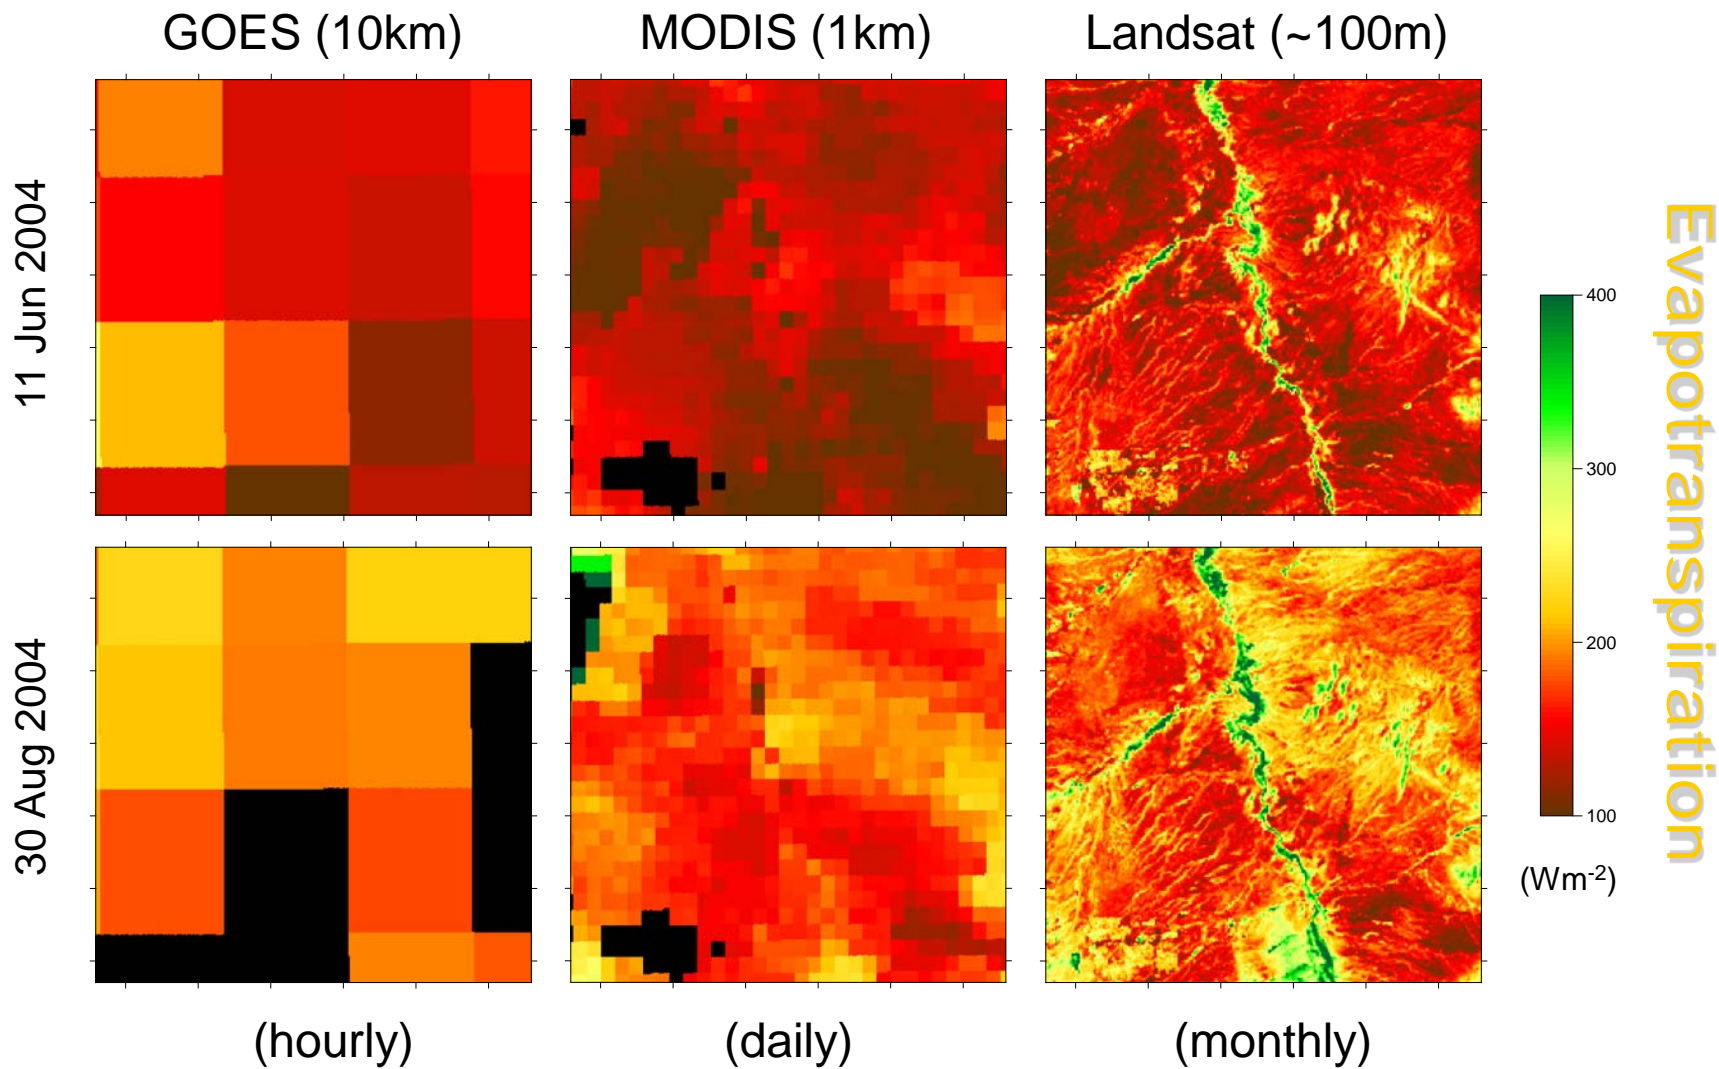 GOES (10km)
MODIS (1km)
Landsat (~100m)
11 Jun 2004
30 Aug 2004
400
300
200
100
(Wm-2)
Evapotranspiration
(hourly)
(daily)
(monthly)